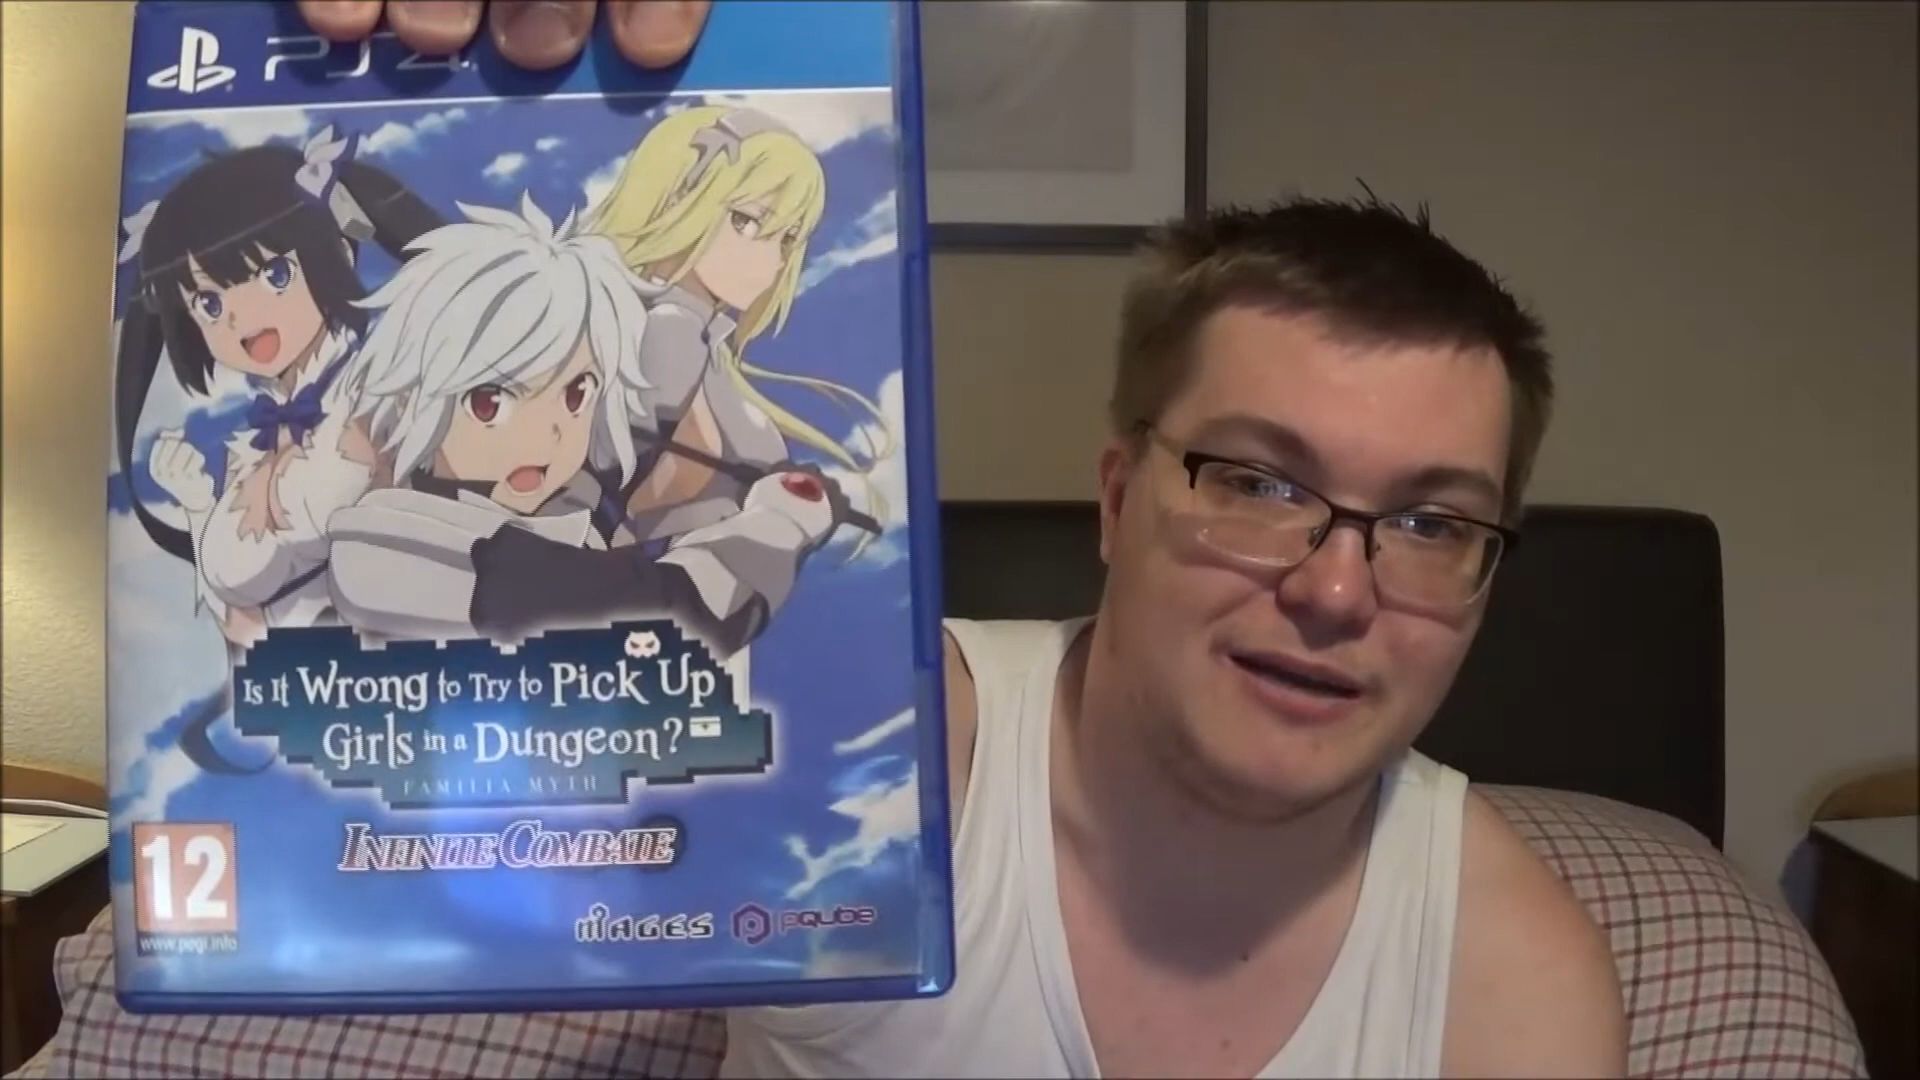 PS4
Is It Wrong to Try to Pick Up
Girls in a Dungeon?
FAMILIA MYTH
INFINITE COMBATE
12
www.pegi.info
MAGES
PQube